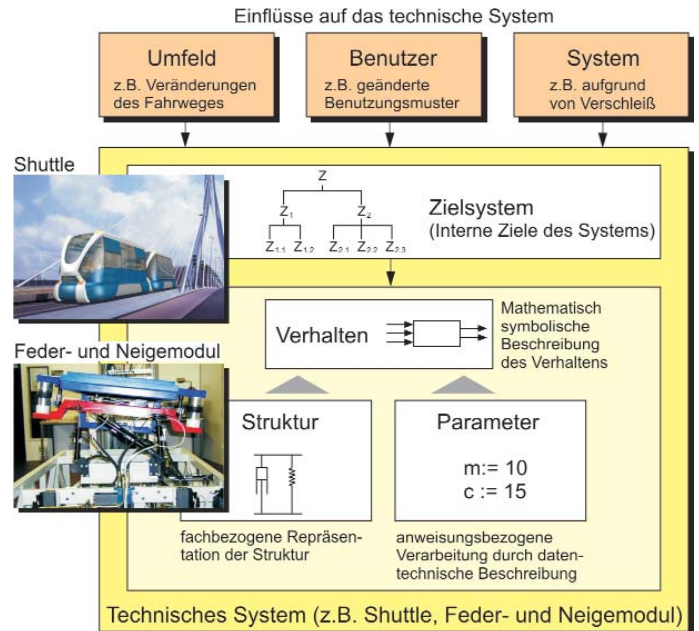 Einflüsse auf das technische System
Umfeld
z.B. Veränderungen
des Fahrweges
Benutzer
z.B. geänderte
Benutzungsmuster
System
z.B. aufgrund
von Verschleiß
Shuttle
Z
Z1 Z2
Z1.1 Z1.2 Z2.1 Z2.2 Z2.3
Zielsystem
(Interne Ziele des Systems)
Verhalten
Mathematisch
symbolische
Beschreibung
des Verhaltens
Feder- und Neigemodul
Struktur
fachbezogene Repräsen-
tation der Struktur
Parameter
m:= 10
c := 15
anweisungsbezogene
Verarbeitung durch daten-
technische Beschreibung
Technisches System (z.B. Shuttle, Feder- und Neigemodul)